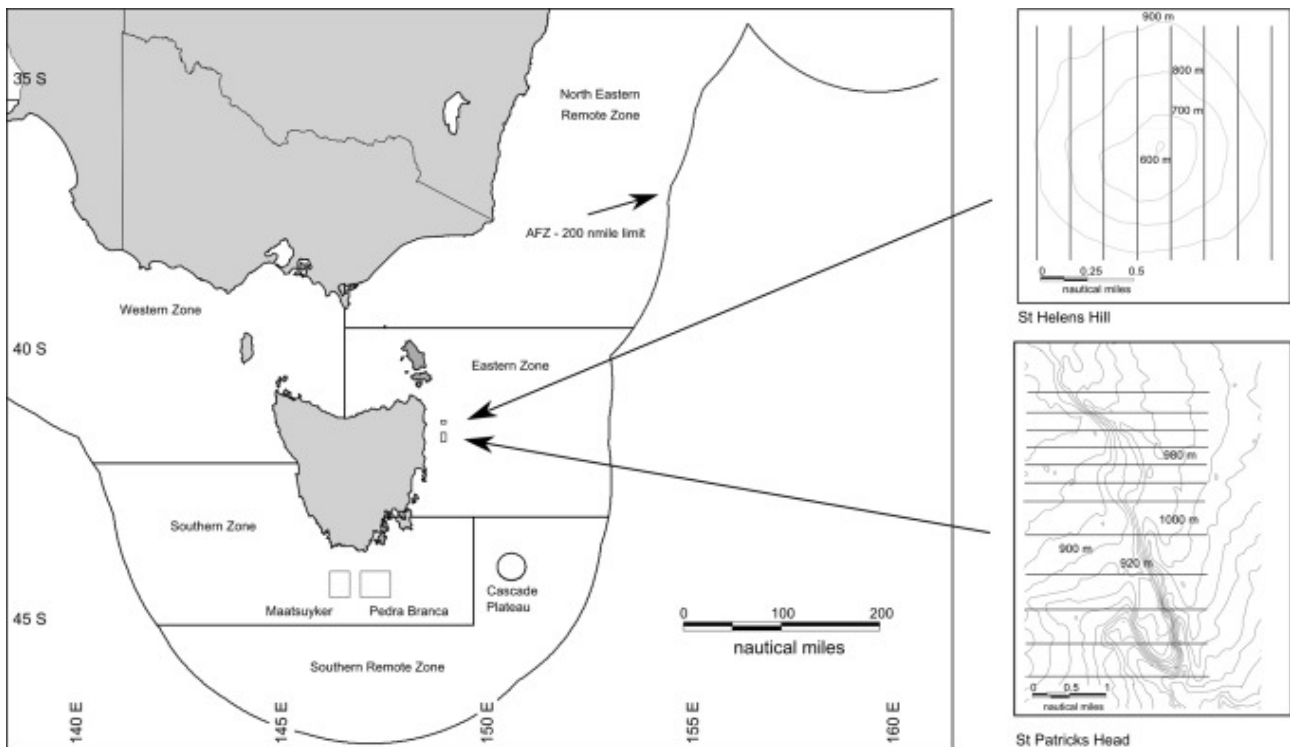 35 S
North Eastern
Remote Zone
AFZ - 200 nmile limit
Western Zone
40 S
Eastern Zone
Southern Zone
Maatsuyker
Pedra Branca
Cascade
Plateau
45 S
Southern Remote Zone
0 100 200
nautical miles
140 E
145 E
150 E
155 E
160 E
900 m
800 m
700 m
600 m
0 0.25 0.5
nautical miles
St Helens Hill
980 m
1000 m
900 m
920 m
0 0.5 1
nautical miles
St Patricks Head